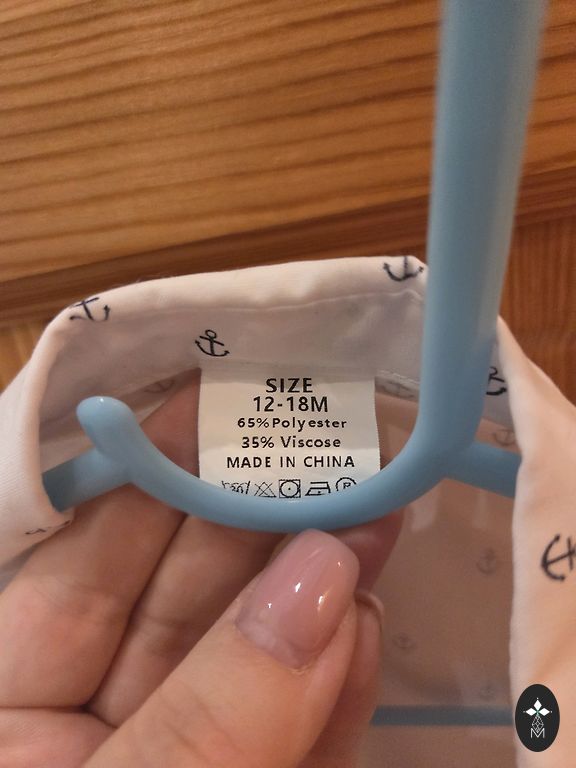 SIZE
12-18M
65%Polyester
35% Viscose
MADE IN CHINA